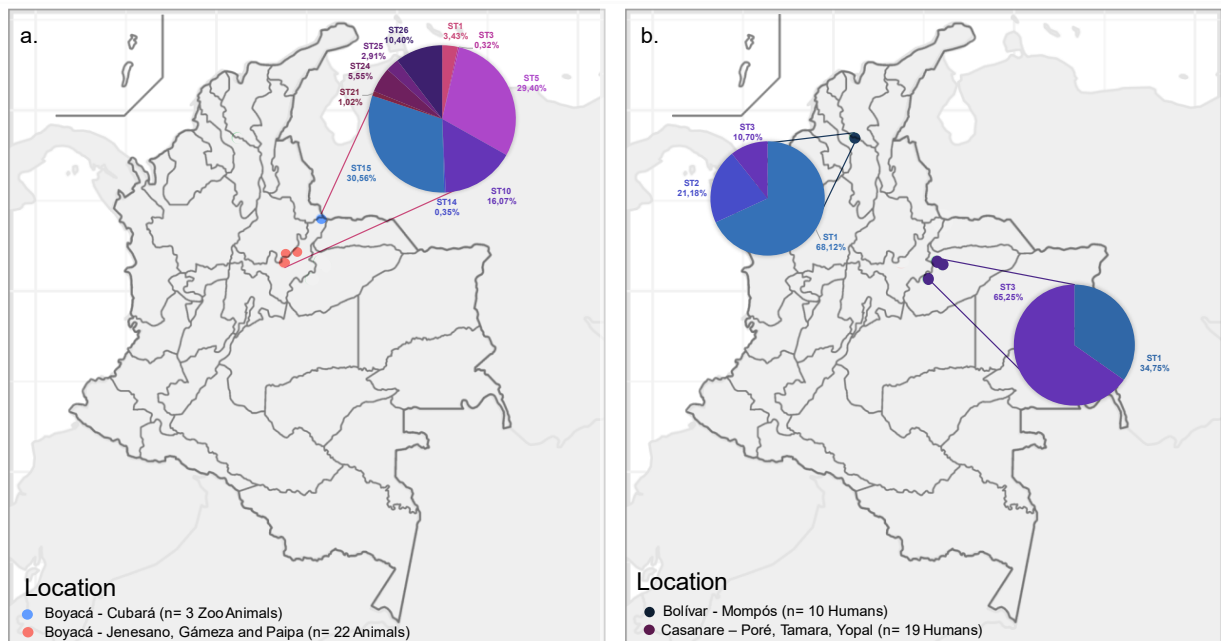 a.
ST26
10,40%
ST1
3,43%
ST3
0,32%
ST25
2,91%
ST24
5,55%
ST5
29,40%
ST21
1,02%
ST15
30,56%
ST10
16,07%
ST14
0,35%
Location
Boyacá - Cubará (n= 3 Zoo Animals)
Boyacá - Jenesano, Gámeza and Paipa (n= 22 Animals)
b.
ST3
10,70%
ST2
21,18%
ST1
68,12%
ST3
65,25%
ST1
34,75%
Location
Bolívar - Mompós (n= 10 Humans)
Casanare – Poré, Tamara, Yopal (n= 19 Humans)